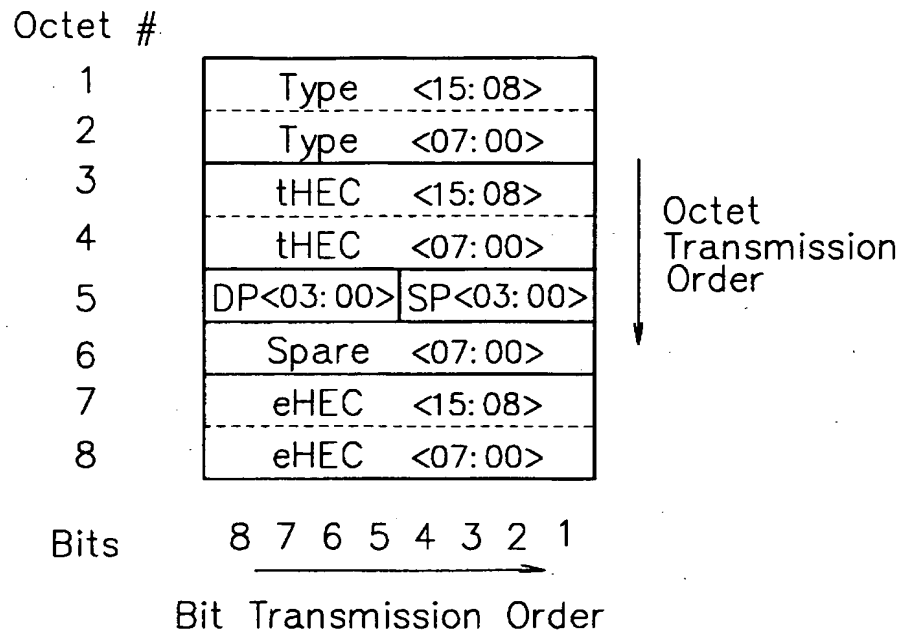 Octet #
1 Type <15:08>
2 Type <07:00>
3 tHEC <15:08>
4 tHEC <07:00>
5 DP<03:00> SP<03:00>
6 Spare <07:00>
7 eHEC <15:08>
8 eHEC <07:00>
Octet
Transmission
Order
Bits 8 7 6 5 4 3 2 1
Bit Transmission Order